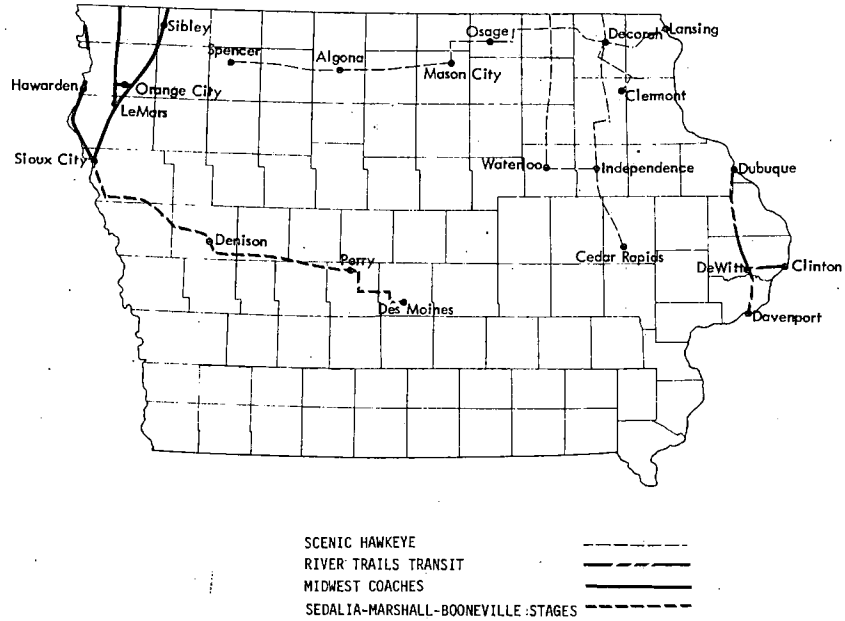 Sibley
Spencer
Algona
Osage
Mason City
Decorah
Lansing
Hawarden
Orange City
LeMars
Clermont
Sioux City
Waterloo
Independence
Dubuque
Denison
Perry
Cedar Rapids
DeWitt
Clinton
Des Moines
Davenport
SCENIC HAWKEYE
RIVER TRAILS TRANSIT
MIDWEST COACHES
SEDALIA-MARSHALL-BOONEVILLE STAGES